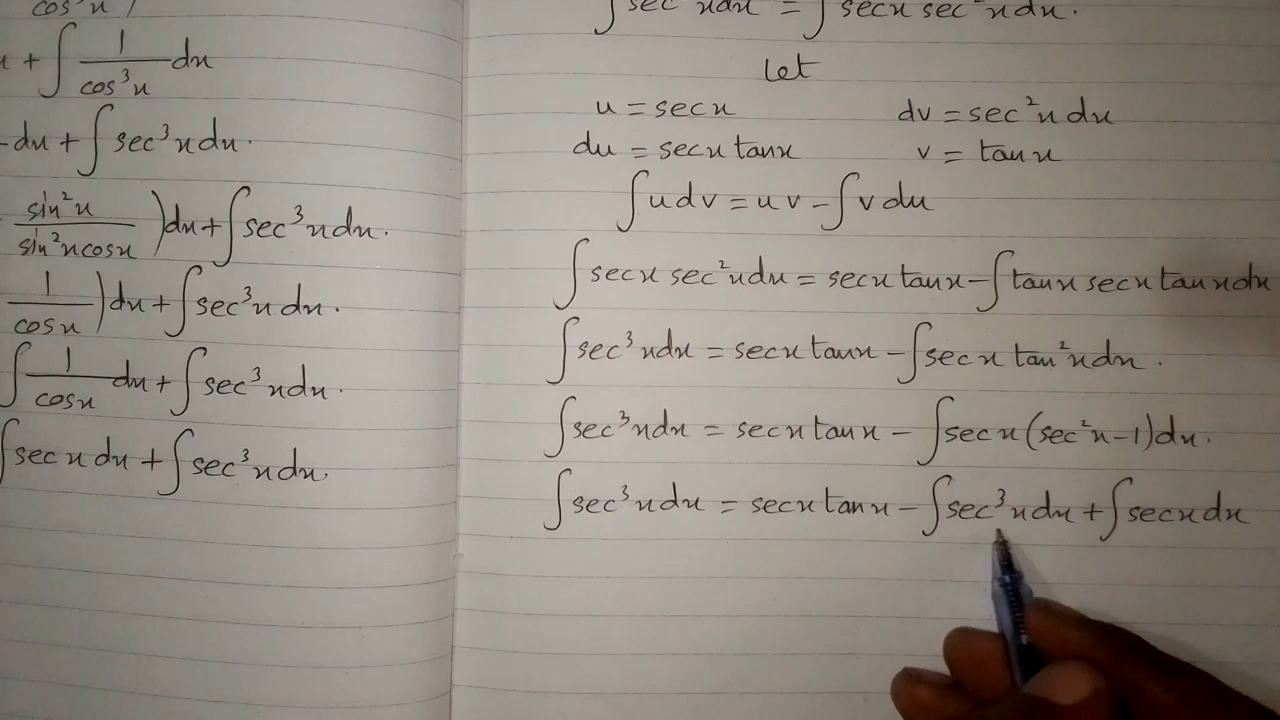 cos x)
+ ∫ 1/cos³x dx
dx + ∫ sec³x dx.
sin²x/sin²x cosx ) dx + ∫ sec³x dx.
1/cosx ) dx + ∫ sec³x dx.
∫ 1/cosx dx + ∫ sec³x dx.
∫ secx dx + ∫ sec³x dx.
∫ sec xdx = ∫ secx sec²x dx.
Let
u = secx dv = sec²x dx
du = secx tanx v = tanx
∫ u dv = uv - ∫ v du
∫ secx sec²x dx = secx tanx - ∫ tanx secx tanx dx
∫ sec³x dx = secx tanx - ∫ secx tan²x dx.
∫ sec³x dx = secx tanx - ∫ secx (sec²x - 1) dx.
∫ sec³x dx = secx tanx - ∫ sec³x dx + ∫ secx dx